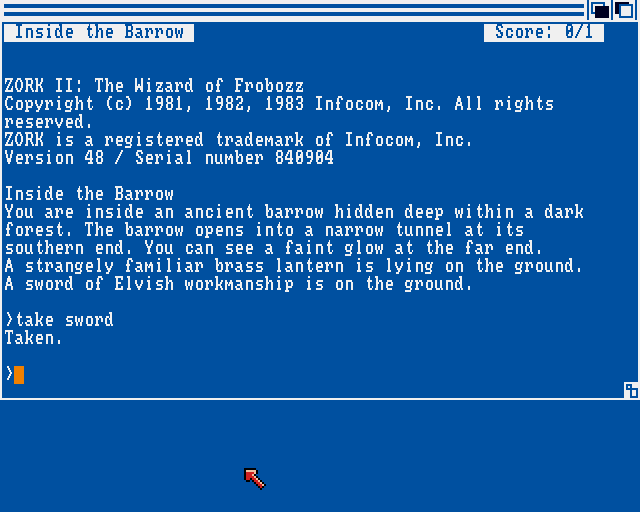 Inside the Barrow Score: 0/1
ZORK II: The Wizard of Frobozz
Copyright (c) 1981, 1982, 1983 Infocom, Inc. All rights
reserved.
ZORK is a registered trademark of Infocom, Inc.
Version 48 / Serial number 840904
Inside the Barrow
You are inside an ancient barrow hidden deep within a dark
forest. The barrow opens into a narrow tunnel at its
southern end. You can see a faint glow at the far end.
A strangely familiar brass lantern is lying on the ground.
A sword of Elvish workmanship is on the ground.
>take sword
Taken.
>